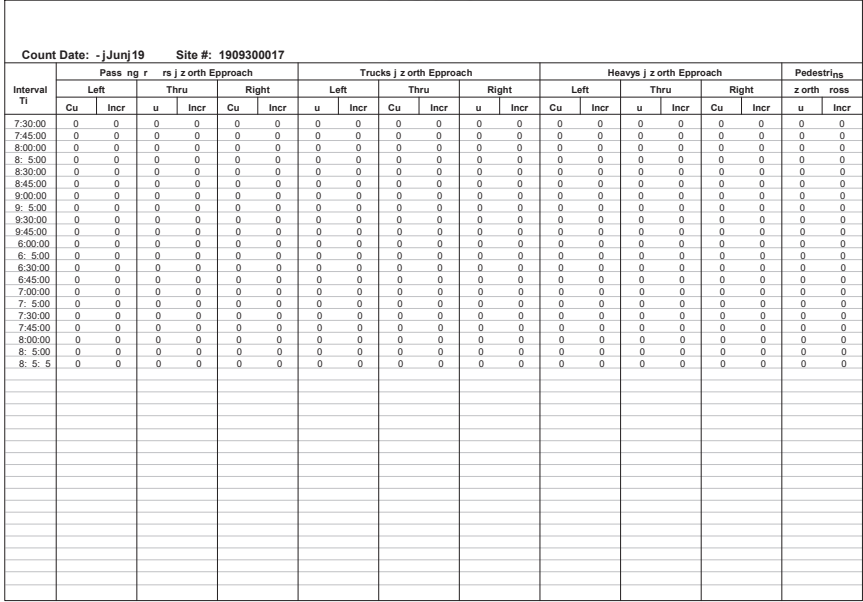 Count Date: - jJunj19 Site #: 1909300017
Pass ng r rs j z orth Epproach Trucks j z orth Epproach Heavys j z orth Epproach Pedestrins
Interval Left Thru Right Left Thru Right Left Thru Right z orth ross
Ti Cu Incr u Incr Cu Incr u Incr Cu Incr u Incr Cu Incr u Incr Cu Incr u Incr
7:30:00 0 0 0 0 0 0 0 0 0 0 0 0 0 0 0 0 0 0 0 0
7:45:00 0 0 0 0 0 0 0 0 0 0 0 0 0 0 0 0 0 0 0 0
8:00:00 0 0 0 0 0 0 0 0 0 0 0 0 0 0 0 0 0 0 0 0
8: 5:00 0 0 0 0 0 0 0 0 0 0 0 0 0 0 0 0 0 0 0 0
8:30:00 0 0 0 0 0 0 0 0 0 0 0 0 0 0 0 0 0 0 0 0
8:45:00 0 0 0 0 0 0 0 0 0 0 0 0 0 0 0 0 0 0 0 0
9:00:00 0 0 0 0 0 0 0 0 0 0 0 0 0 0 0 0 0 0 0 0
9: 5:00 0 0 0 0 0 0 0 0 0 0 0 0 0 0 0 0 0 0 0 0
9:30:00 0 0 0 0 0 0 0 0 0 0 0 0 0 0 0 0 0 0 0 0
9:45:00 0 0 0 0 0 0 0 0 0 0 0 0 0 0 0 0 0 0 0 0
6:00:00 0 0 0 0 0 0 0 0 0 0 0 0 0 0 0 0 0 0 0 0
6: 5:00 0 0 0 0 0 0 0 0 0 0 0 0 0 0 0 0 0 0 0 0
6:30:00 0 0 0 0 0 0 0 0 0 0 0 0 0 0 0 0 0 0 0 0
6:45:00 0 0 0 0 0 0 0 0 0 0 0 0 0 0 0 0 0 0 0 0
7:00:00 0 0 0 0 0 0 0 0 0 0 0 0 0 0 0 0 0 0 0 0
7: 5:00 0 0 0 0 0 0 0 0 0 0 0 0 0 0 0 0 0 0 0 0
7:30:00 0 0 0 0 0 0 0 0 0 0 0 0 0 0 0 0 0 0 0 0
7:45:00 0 0 0 0 0 0 0 0 0 0 0 0 0 0 0 0 0 0 0 0
8:00:00 0 0 0 0 0 0 0 0 0 0 0 0 0 0 0 0 0 0 0 0
8: 5:00 0 0 0 0 0 0 0 0 0 0 0 0 0 0 0 0 0 0 0 0
8: 5: 5 0 0 0 0 0 0 0 0 0 0 0 0 0 0 0 0 0 0 0 0